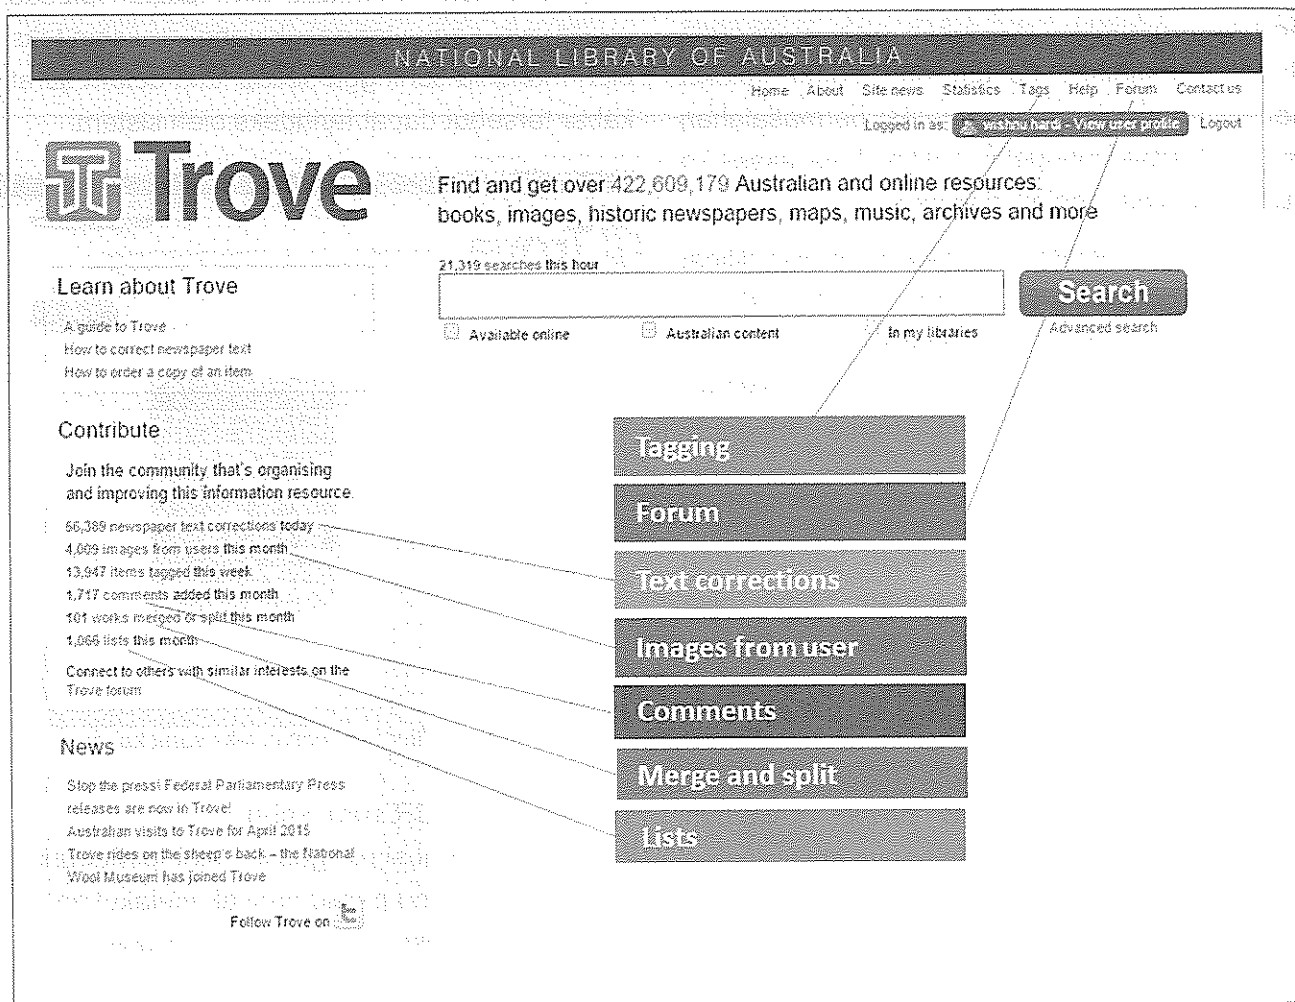 NATIONAL LIBRARY OF AUSTRALIA
Home About Site news Statistics Tags Help Forum Contact us
Logged in as: wishnu hardi - View user profile Logout
Trove
Find and get over 422,609,179 Australian and online resources:
books, images, historic newspapers, maps, music, archives and more
21,319 searches this hour
Search
Available online Australian content In my libraries
Advanced search
Learn about Trove
A guide to Trove
How to correct newspaper text
How to order a copy of an item
Contribute
Join the community that's organising
and improving this information resource.
56,389 newspaper text corrections today
4,009 images from users this month
13,947 items tagged this week
1,717 comments added this month
101 works merged or split this month
1,066 lists this month
Connect to others with similar interests on the
Trove forum
News
Stop the press! Federal Parliamentary Press
releases are now in Trove!
Australian visits to Trove for April 2015
Trove rides on the sheep's back – the National
Wool Museum has joined Trove
Follow Trove on
Tagging
Forum
Text corrections
Images from user
Comments
Merge and split
Lists